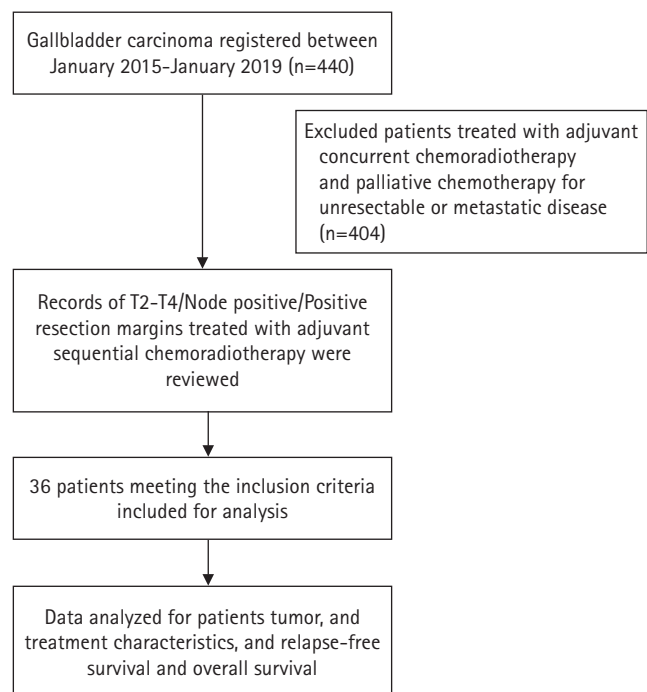 Gallbladder carcinoma registered between
January 2015-January 2019 (n=440)
Excluded patients treated with adjuvant
concurrent chemoradiotherapy
and palliative chemotherapy for
unresectable or metastatic disease
(n=404)
Records of T2-T4/Node positive/Positive
resection margins treated with adjuvant
sequential chemoradiotherapy were
reviewed
36 patients meeting the inclusion criteria
included for analysis
Data analyzed for patients tumor, and
treatment characteristics, and relapse-free
survival and overall survival